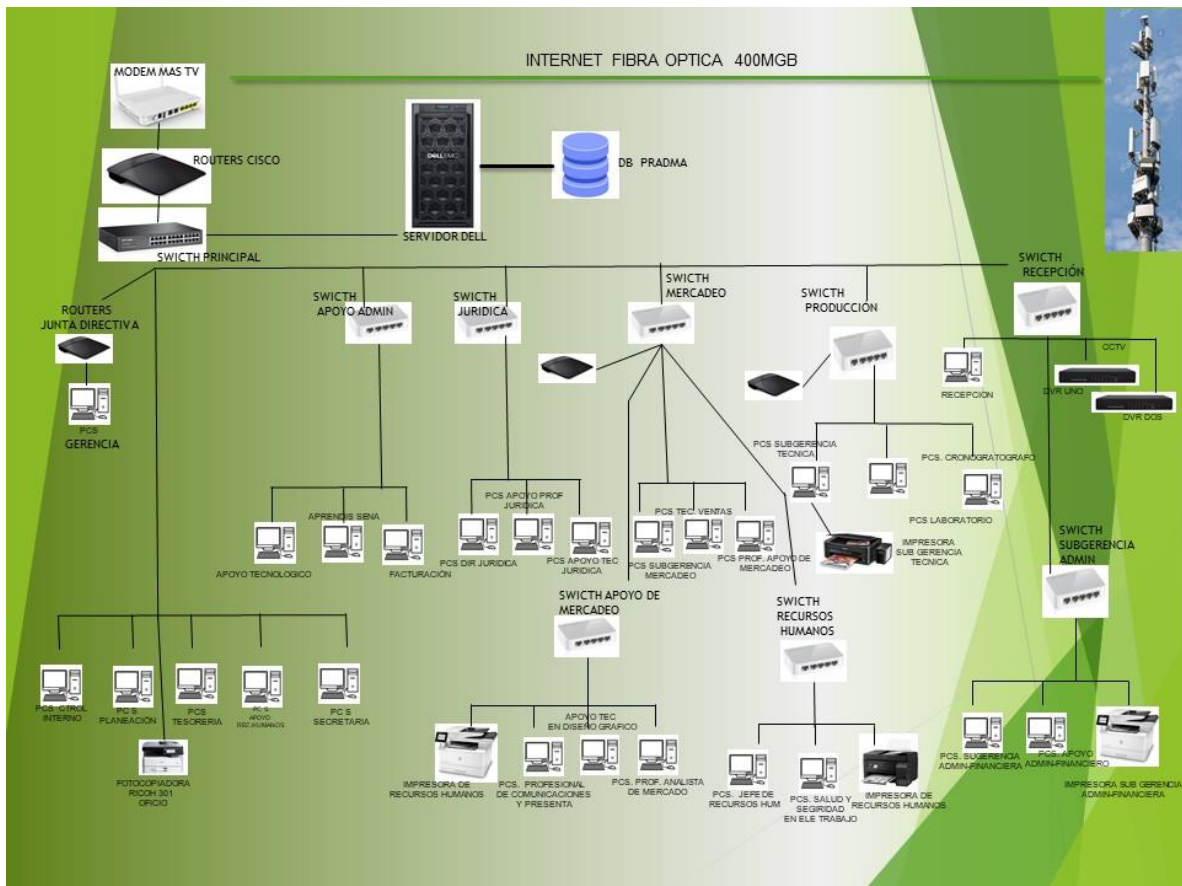 INTERNET FIBRA OPTICA 400MGB
MODEM MAS TV
ROUTERS CISCO
DELL EMC
DB PRADMA
SERVIDOR DELL
SWICTH PRINCIPAL
SWICTH
RECEPCIÓN
SWICTH
MERCADEO
SWICTH
APOYO ADMIN
SWICTH
JURIDICA
SWICTH
PRODUCCION
ROUTERS
JUNTA DIRECTIVA
CCTV
RECEPCION
DVR UNO
DVR DOS
PCS
GERENCIA
PCS SUBGERENCIA
TECNICA
PCS. CRONOGRATOGRAFO
PCS LABORATORIO
IMPRESORA
SUB GERENCIA
TECNICA
APRENDIS SENA
APOYO TECNOLOGICO
FACTURACIÓN
PCS APOYO PROF
JURIDICA
PCS DIR JURIDICA
PCS APOYO TEC
JURIDICA
PCS TEC. VENTAS
PCS SUBGERENCIA
MERCADEO
PCS PROF. APOYO DE
MERCADEO
SWICTH
SUBGERENCIA
ADMIN
SWICTH APOYO DE
MERCADEO
SWICTH
RECURSOS
HUMANOS
PCS. CTROL
INTERNO
PC S
PLANEACIÓN
PCS
TESORERIA
PC S
APOYO
REC.HUMANOS
PC S
SECRETARIA
FOTOCOPIADORA
RICOH 301
OFICIO
APOYO TEC
EN DISEÑO GRAFICO
IMPRESORA DE
RECURSOS HUMANOS
PCS. PROFESIONAL
DE COMUNICACIONES
Y PRESENTA
PCS. PROF. ANALISTA
DE MERCADO
PCS. JEFE DE
RECURSOS HUM
PCS. SALUD Y
SEGIRIDAD
EN ELE TRABAJO
IMPRESORA DE
RECURSOS HUMANOS
PCS. SUGERENCIA
ADMIN-FINANCIERA
PCS. APOYO
ADMIN-FINANCIERO
IMPRESORA SUB GERENCIA
ADMIN-FINANCIERA